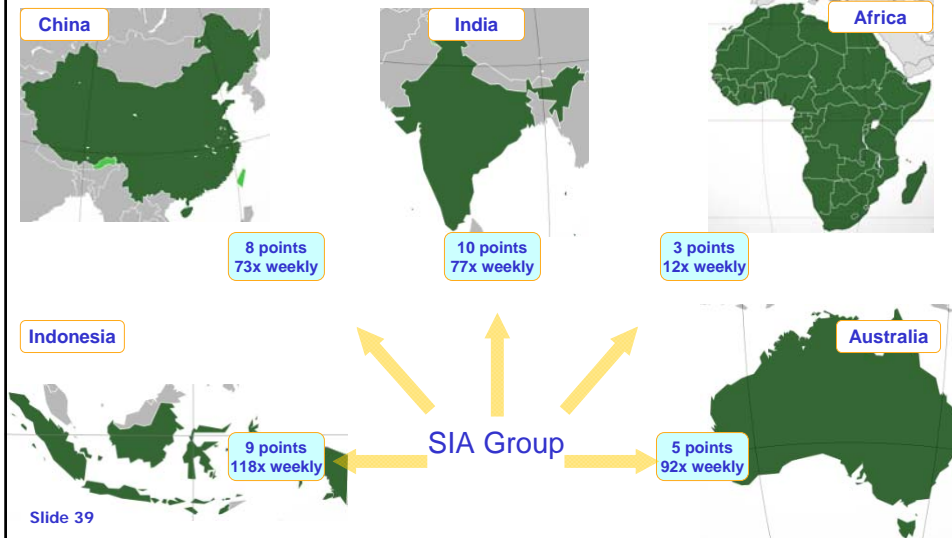 China
India
Africa
8 points
73x weekly
10 points
77x weekly
3 points
12x weekly
Indonesia
Australia
SIA Group
9 points
118x weekly
5 points
92x weekly
Slide 39